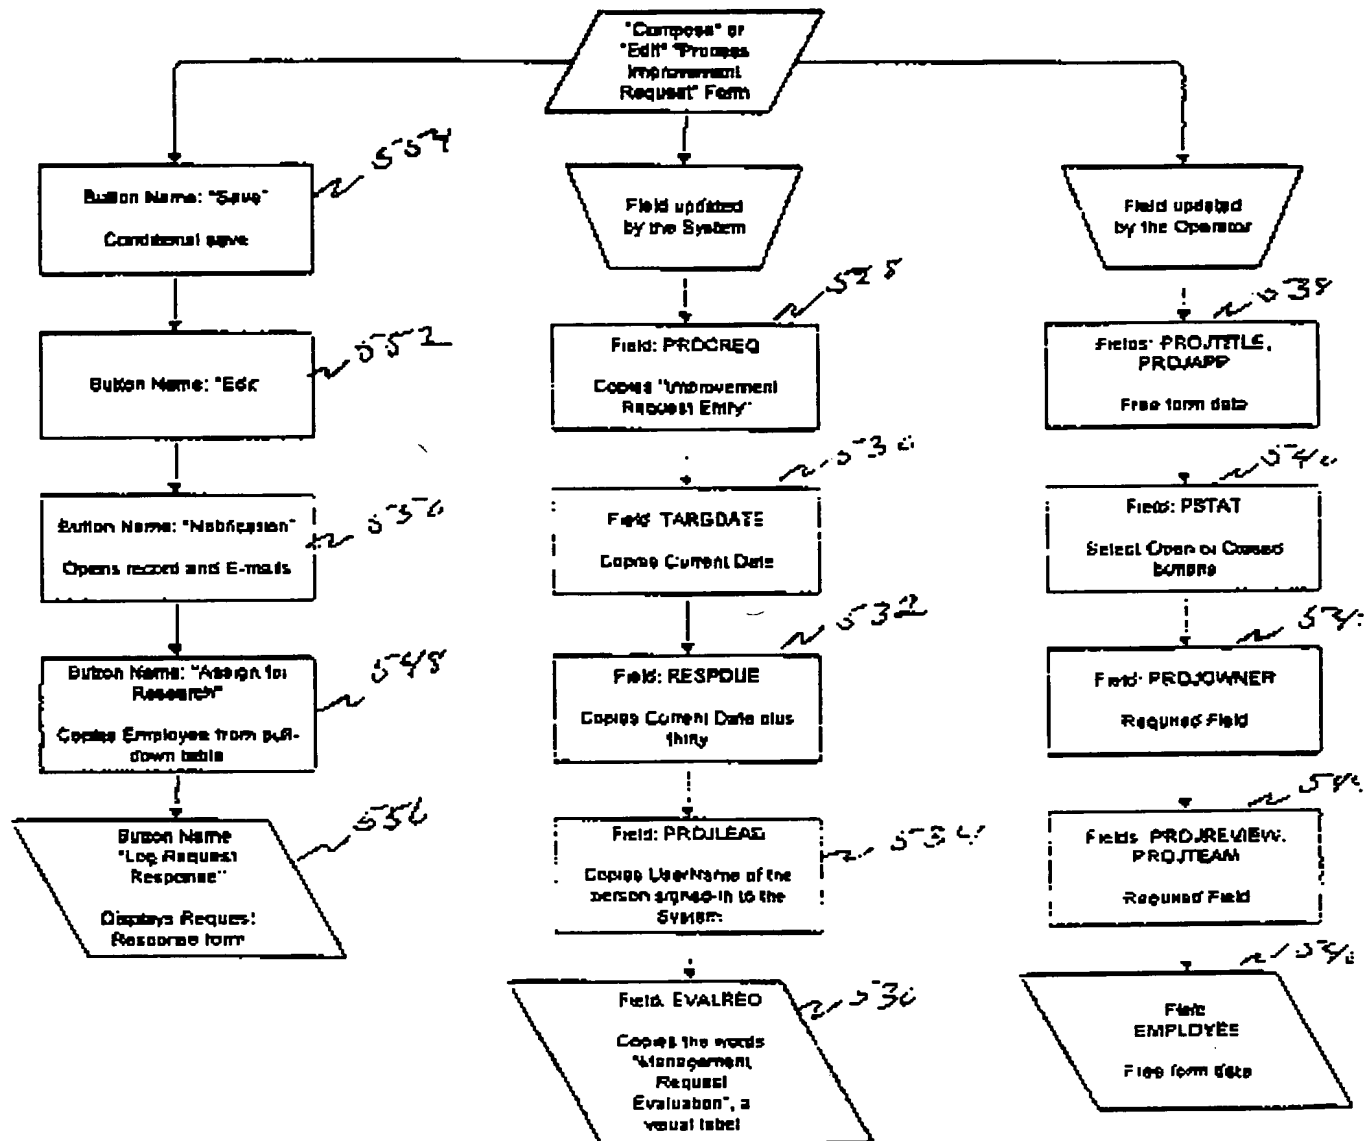 "Compose" or
"Edit" "Process
Improvement
Request" Form
Button Name: "Save"
Conditional save
554
Button Name: "Edit"
552
Button Name: "Notification"
Opens record and E-mails
550
Button Name: "Assign for
Research"
Copies Employee from pull-
down table
548
Button Name
"Log Request
Response"
Displays Request
Response form
556
Field updated
by the System
Field: PROCREQ
Copies "Improvement
Request Entry"
528
Field: TARGDATE
Copies Current Date
530
Field: RESPDUE
Copies Current Date plus
thirty
532
Field: PROJLEAD
Copies UserName of the
person signed-in to the
System
534
Field: EVALREQ
Copies the words
"Management
Request
Evaluation", a
visual label
Field updated
by the Operator
Fields: PROJTITLE,
PROJAPP
Free form data
538
Field: PSTAT
Select Open or Closed
buttons
Field: PROJOWNER
Required Field
Fields: PROJREVIEW,
PROJTEAM
Required Field
Field:
EMPLOYEE
Free form data